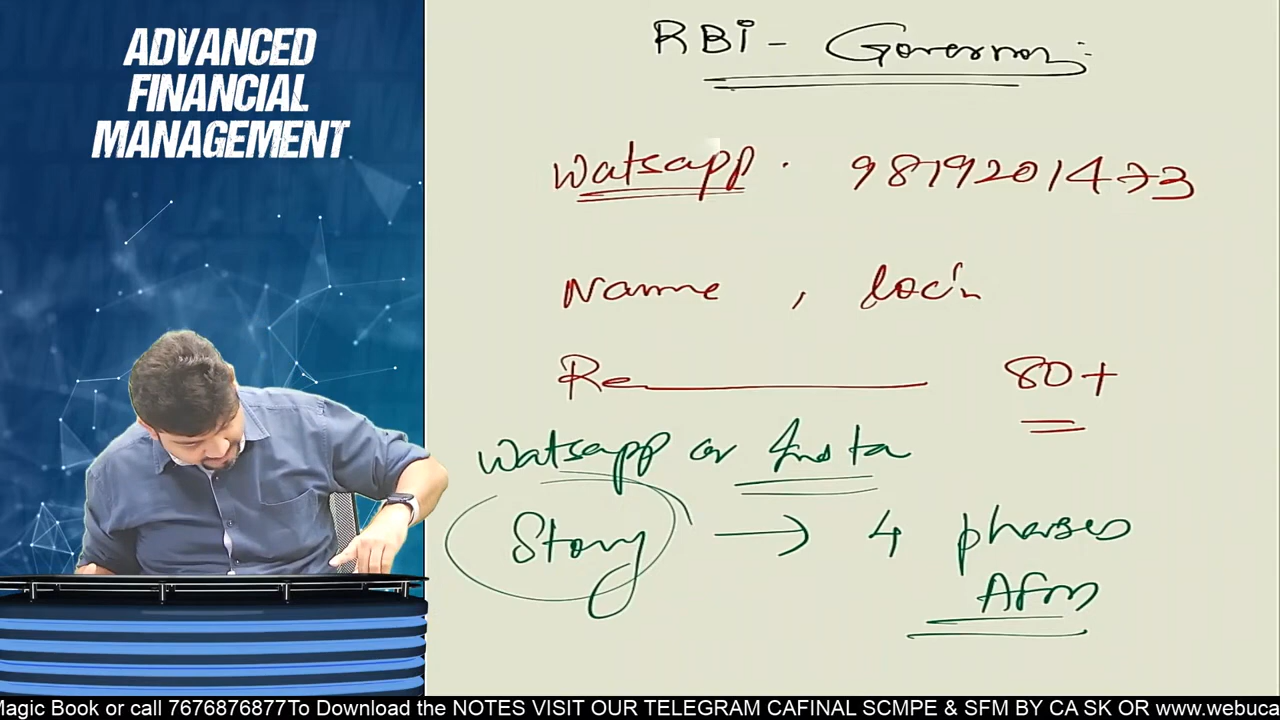 ADVANCED
FINANCIAL
MANAGEMENT
RBI - Governor:
Watsapp. 9819201473
Name, loc'n
Re 80+
Watsapp or Insta
Story → 4 phases
AFM
Magic Book or call 7676876877To Download the NOTES VISIT OUR TELEGRAM CAFINAL SCMPE & SFM BY CA SK OR www.webuca